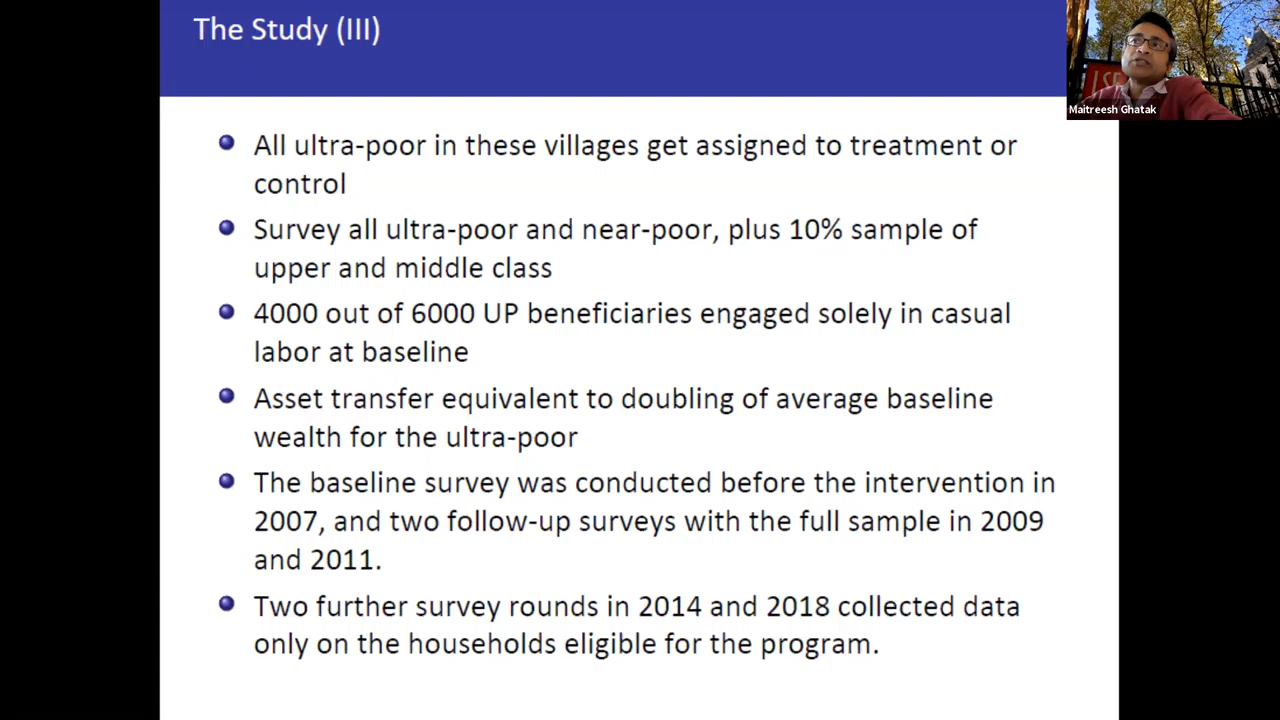 The Study (III)
Maitreesh Ghatak
All ultra-poor in these villages get assigned to treatment or
control
Survey all ultra-poor and near-poor, plus 10% sample of
upper and middle class
4000 out of 6000 UP beneficiaries engaged solely in casual
labor at baseline
Asset transfer equivalent to doubling of average baseline
wealth for the ultra-poor
The baseline survey was conducted before the intervention in
2007, and two follow-up surveys with the full sample in 2009
and 2011.
Two further survey rounds in 2014 and 2018 collected data
only on the households eligible for the program.